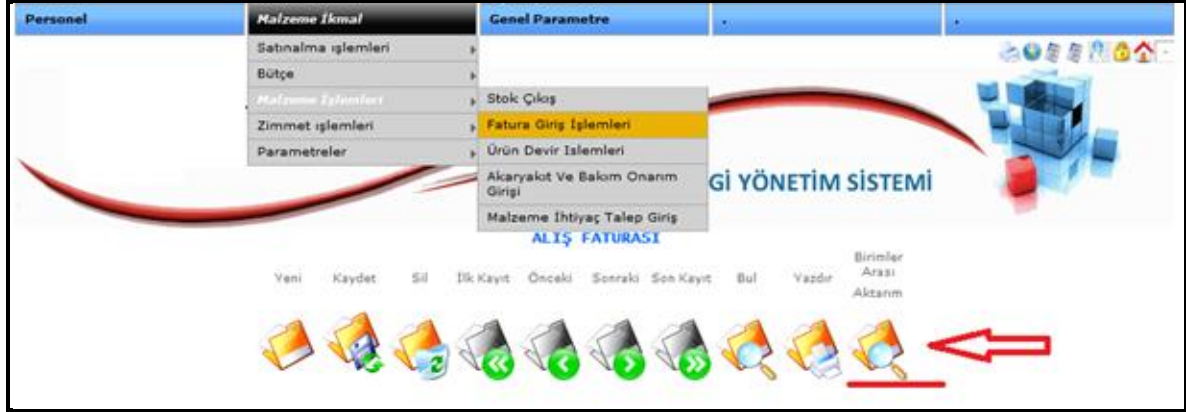 Personel
Malzeme İkmal
Genel Parametre
.
.
Satınalma işlemleri
Bütçe
Malzeme İşlemleri
Zimmet işlemleri
Parametreler
Stok Çıkış
Fatura Giriş İşlemleri
Ürün Devir Islemleri
Akaryakıt Ve Bakım Onarım
Girişi
Malzeme İhtiyaç Talep Giriş
Gİ YÖNETİM SİSTEMİ
ALIŞ FATURASI
Yeni
Kaydet
Sil
İlk Kayıt
Önceki
Sonraki
Son Kayıt
Bul
Yazdır
Birimler
Arası
Aktarım